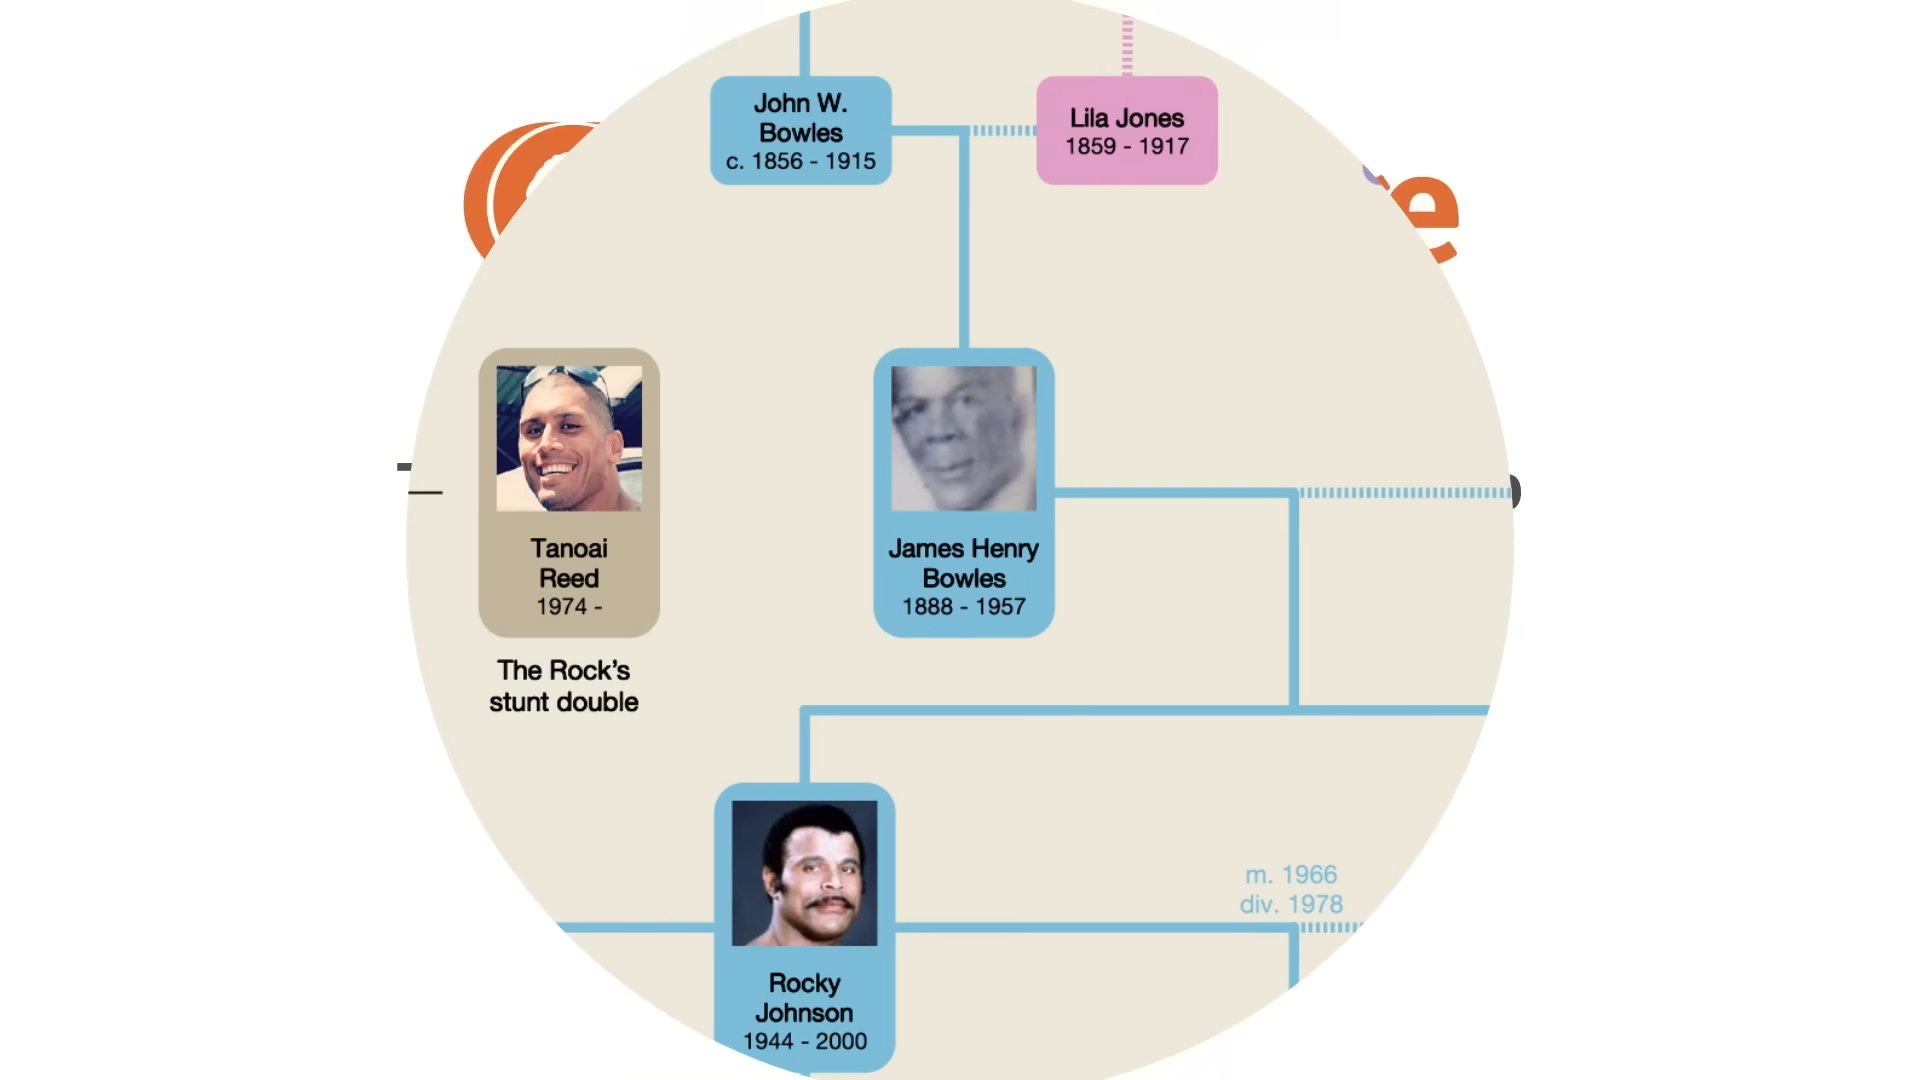 John W.
Bowles
c. 1856 - 1915
Lila Jones
1859 - 1917
e
Tanoai
Reed
1974 -
The Rock’s
stunt double
James Henry
Bowles
1888 - 1957
m. 1966
div. 1978
Rocky
Johnson
1944 - 2000